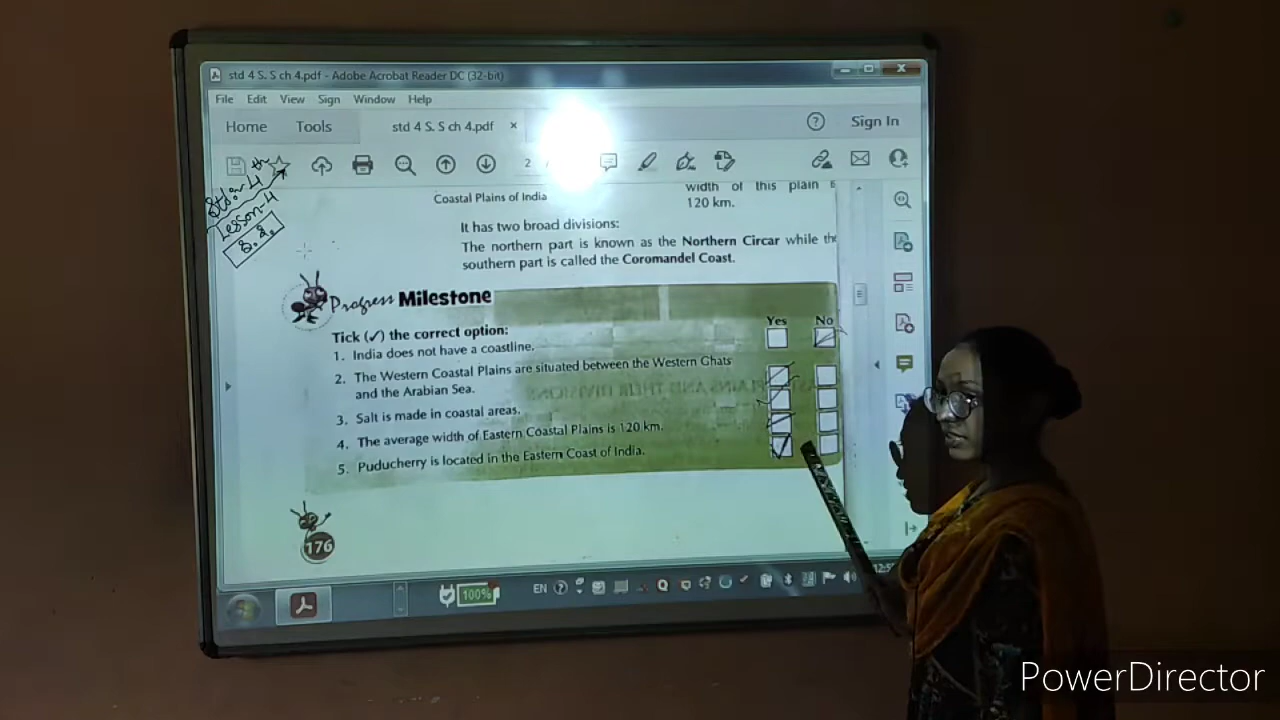 std 4 S. S ch 4.pdf - Adobe Acrobat Reader DC (32-bit)
File Edit View Sign Window Help
Home Tools std 4 S. S ch 4.pdf × Sign In
2
Std:- 4th
Lesson-4
S.S.
Coastal Plains of India
width of this plain
120 km.
It has two broad divisions:
The northern part is known as the Northern Circar while the
southern part is called the Coromandel Coast.
Progress Milestone
Tick (✓) the correct option:
Yes No
1. India does not have a coastline.
2. The Western Coastal Plains are situated between the Western Ghats
and the Arabian Sea.
3. Salt is made in coastal areas.
4. The average width of Eastern Coastal Plains is 120 km.
5. Puducherry is located in the Eastern Coast of India.
176
100% EN
PowerDirector